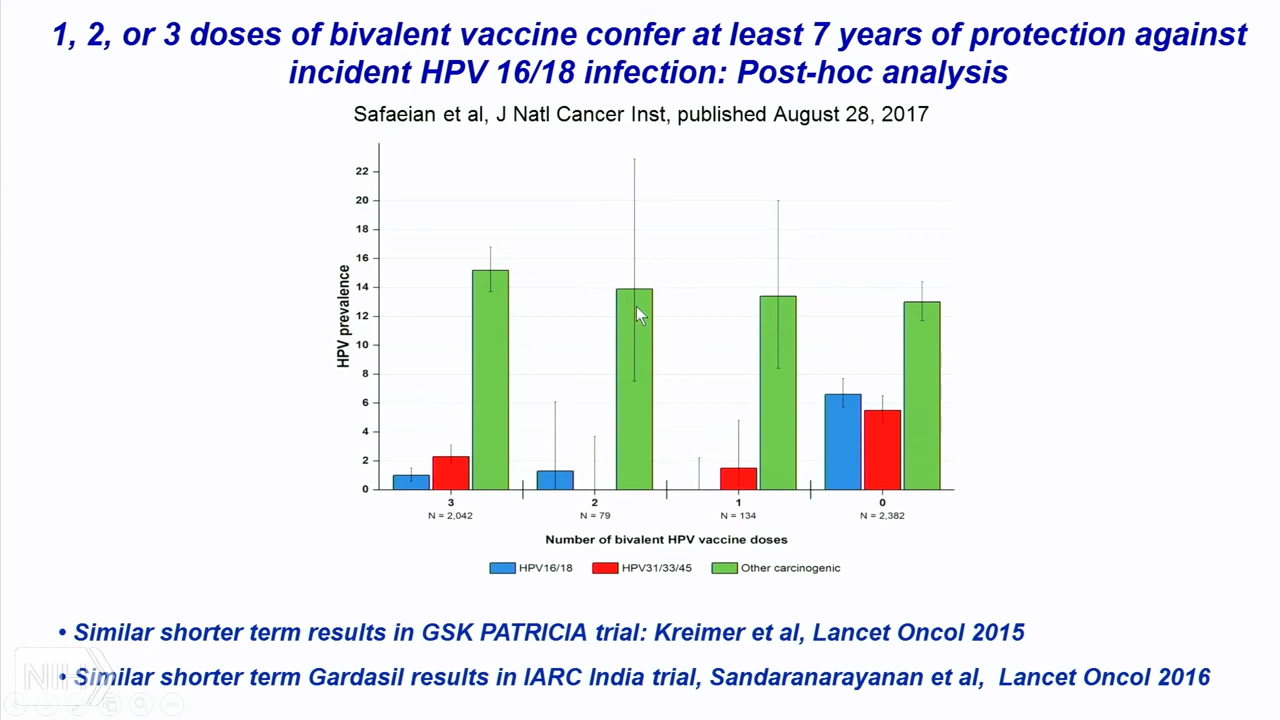 1, 2, or 3 doses of bivalent vaccine confer at least 7 years of protection against
incident HPV 16/18 infection: Post-hoc analysis
Safaeian et al, J Natl Cancer Inst, published August 28, 2017
22
20
18
16
14
12
10
8
6
4
2
0
HPV prevalence
3
2
1
0
N = 2,042
N = 79
N = 134
N = 2,382
Number of bivalent HPV vaccine doses
HPV16/18
HPV31/33/45
Other carcinogenic
• Similar shorter term results in GSK PATRICIA trial: Kreimer et al, Lancet Oncol 2015
• Similar shorter term Gardasil results in IARC India trial, Sandaranarayanan et al, Lancet Oncol 2016
NIH